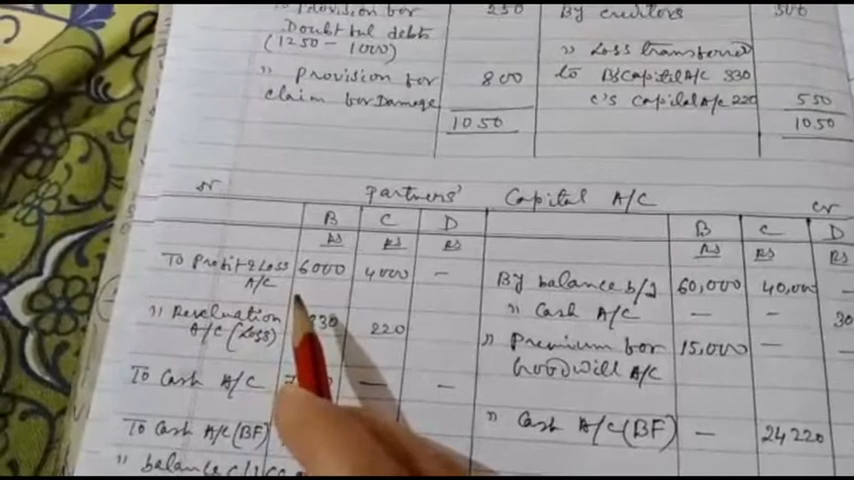 To Provision for 250 By creditors 500
Doubtful debts
(1250 - 1000)
" Loss transferred
" Provision for 800 to B's Capital A/C 330
claim for Damage C's Capital A/C 220 550
1050 1050
Dr Partners' Capital A/C Cr
B C D B C D
Rs Rs Rs Rs Rs Rs
To Profit & Loss 6000 4000 - By balance b/d 60,000 40,000 -
A/C
" Cash A/C - - 30
" Revaluation 330 220
A/C (Loss)
" Premium for 15,000 - -
Goodwill A/C
To Cash A/C - -
To Cash A/C (BF) " Cash A/C (BF) - 24220
" balance c/d